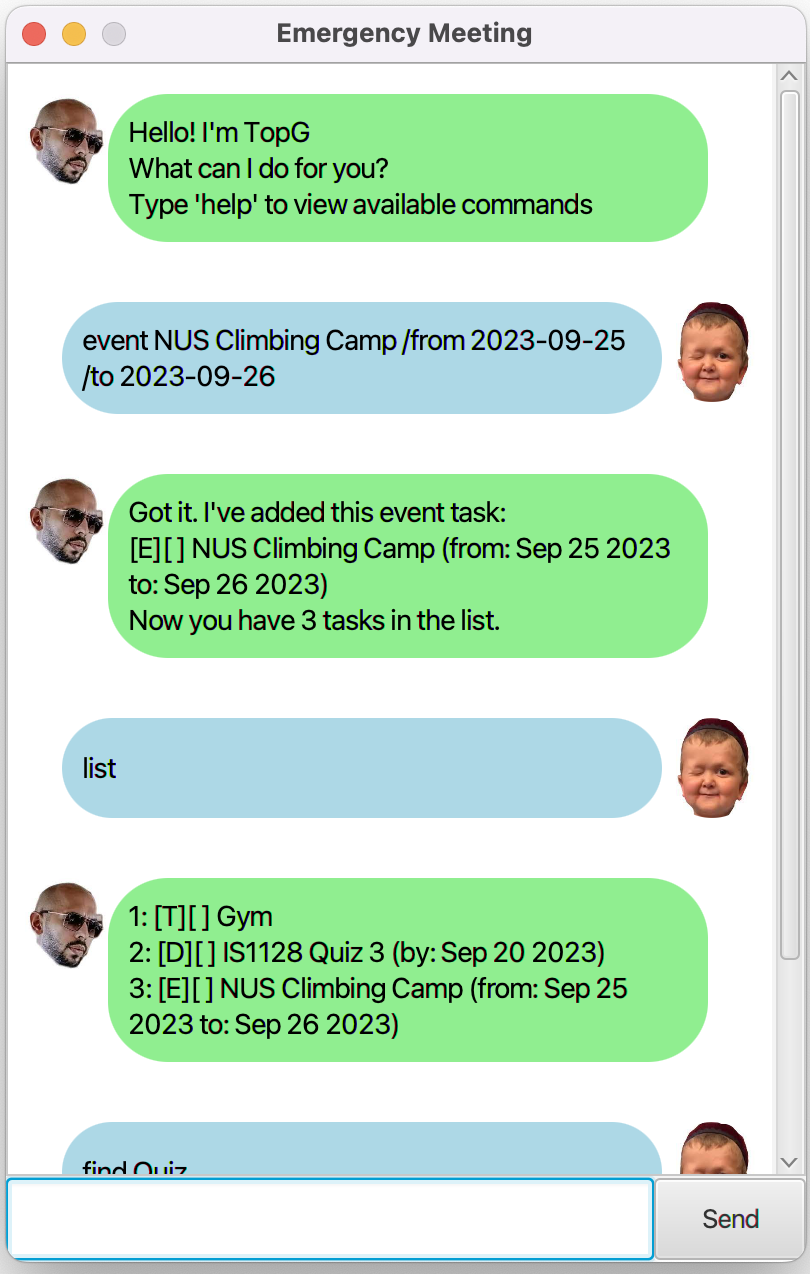 Emergency Meeting
Hello! I'm TopG
What can I do for you?
Type 'help' to view available commands
event NUS Climbing Camp /from 2023-09-25
/to 2023-09-26
Got it. I've added this event task:
[E][ ] NUS Climbing Camp (from: Sep 25 2023
to: Sep 26 2023)
Now you have 3 tasks in the list.
list
1: [T][ ] Gym
2: [D][ ] IS1128 Quiz 3 (by: Sep 20 2023)
3: [E][ ] NUS Climbing Camp (from: Sep 25
2023 to: Sep 26 2023)
find Quiz
Send